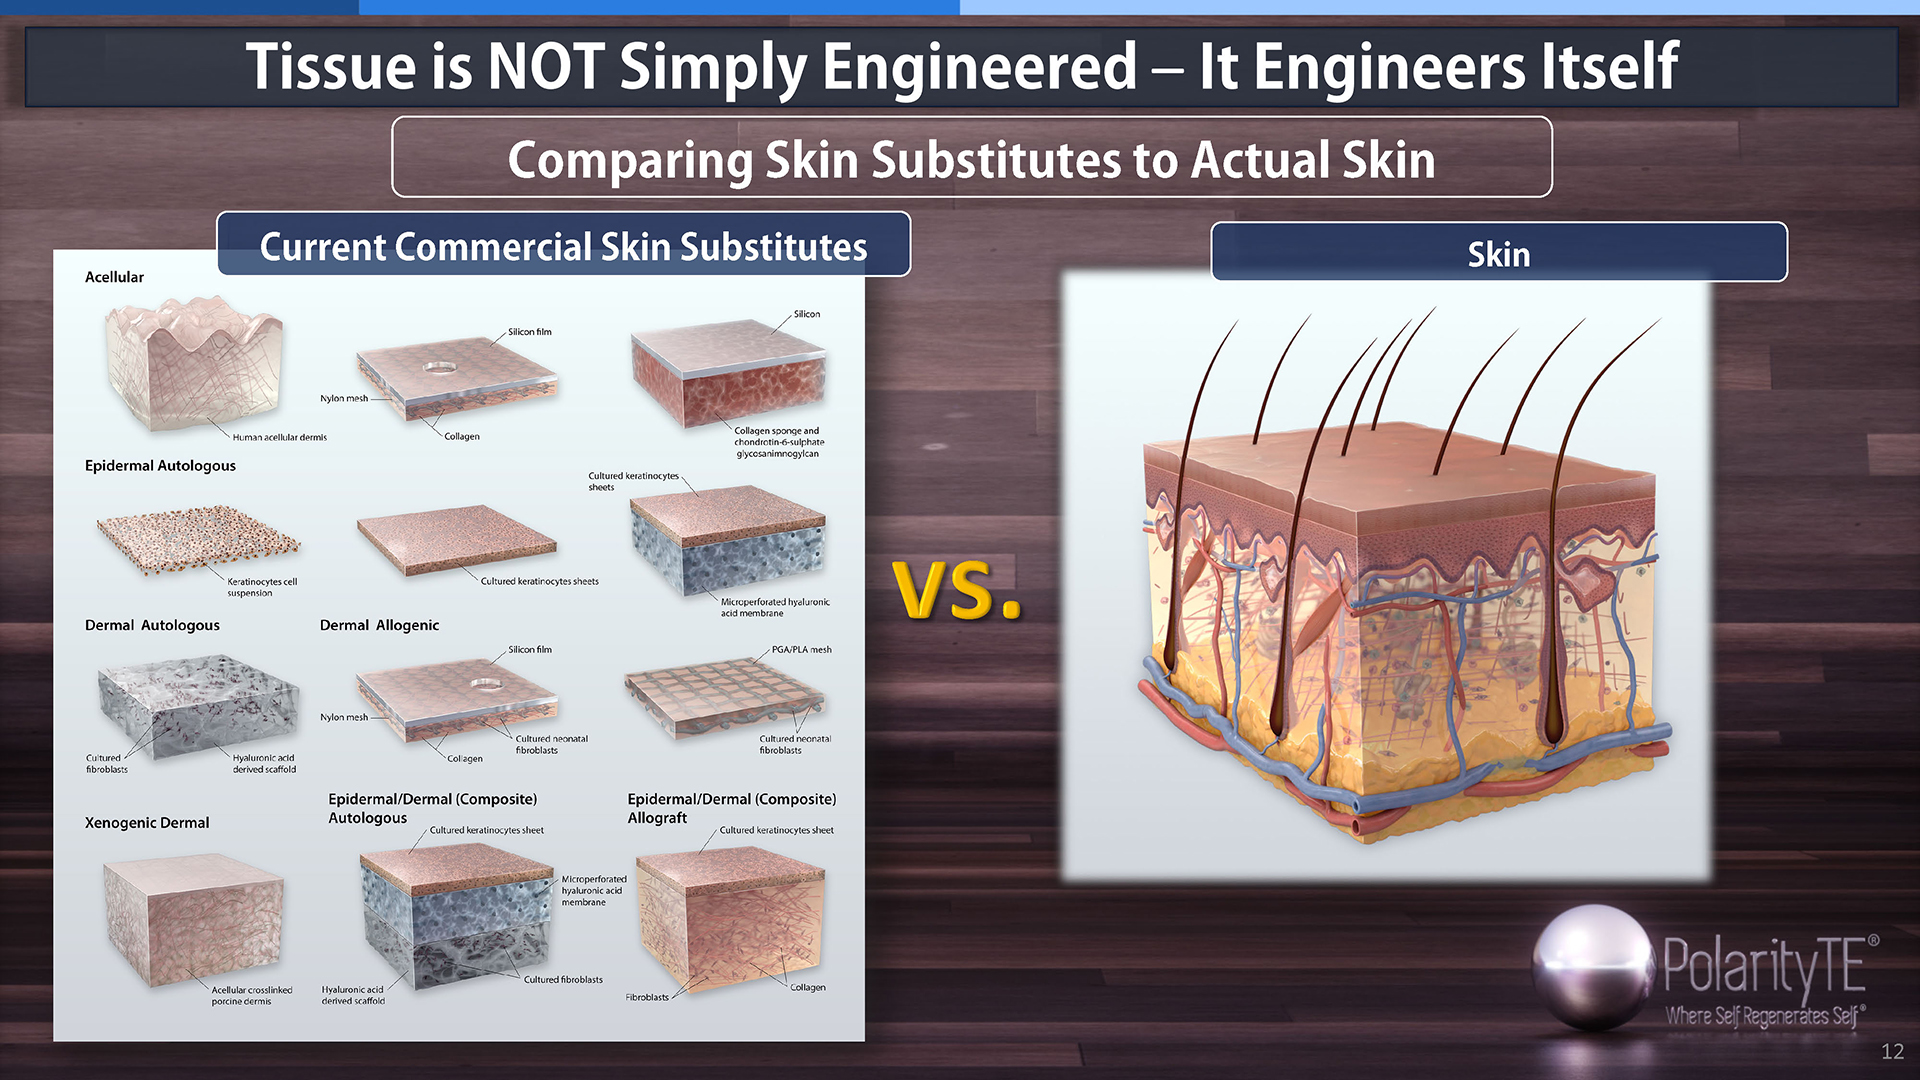 Tissue is NOT Simply Engineered – It Engineers Itself
Comparing Skin Substitutes to Actual Skin
Current Commercial Skin Substitutes
Acellular
Human acellular dermis
Silicon film
Nylon mesh
Collagen
Silicon
Collagen sponge and
chondrotin-6-sulphate
glycosanimnogylcan
Epidermal Autologous
Keratinocytes cell
suspension
Cultured keratinocytes sheets
Cultured keratinocytes
sheets
Microperforated hyaluronic
acid membrane
Dermal Autologous
Cultured
fibroblasts
Hyaluronic acid
derived scaffold
Dermal Allogenic
Silicon film
Nylon mesh
Collagen
Cultured neonatal
fibroblasts
PGA/PLA mesh
Cultured neonatal
fibroblasts
Xenogenic Dermal
Acellular crosslinked
porcine dermis
Epidermal/Dermal (Composite)
Autologous
Cultured keratinocytes sheet
Microperforated
hyaluronic acid
membrane
Hyaluronic acid
derived scaffold
Cultured fibroblasts
Epidermal/Dermal (Composite)
Allograft
Cultured keratinocytes sheet
Fibroblasts
Collagen
vs.
Skin
PolarityTE®
Where Self Regenerates Self®
12